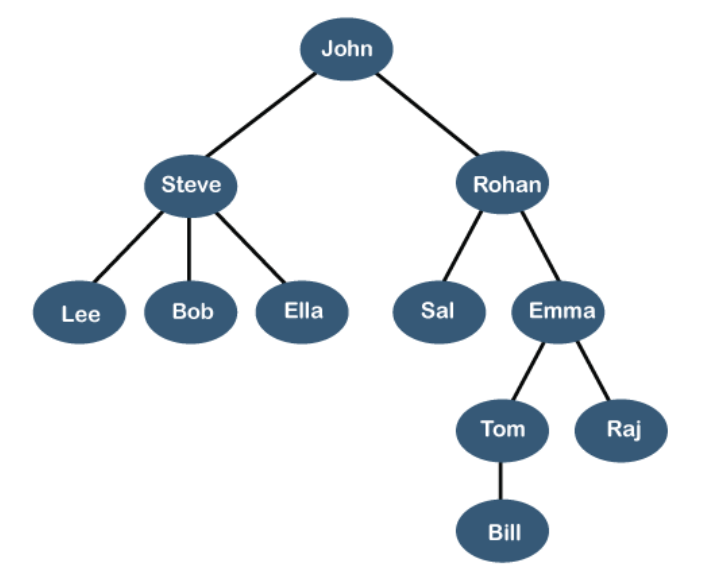 John
Steve
Rohan
Lee
Bob
Ella
Sal
Emma
Tom
Raj
Bill